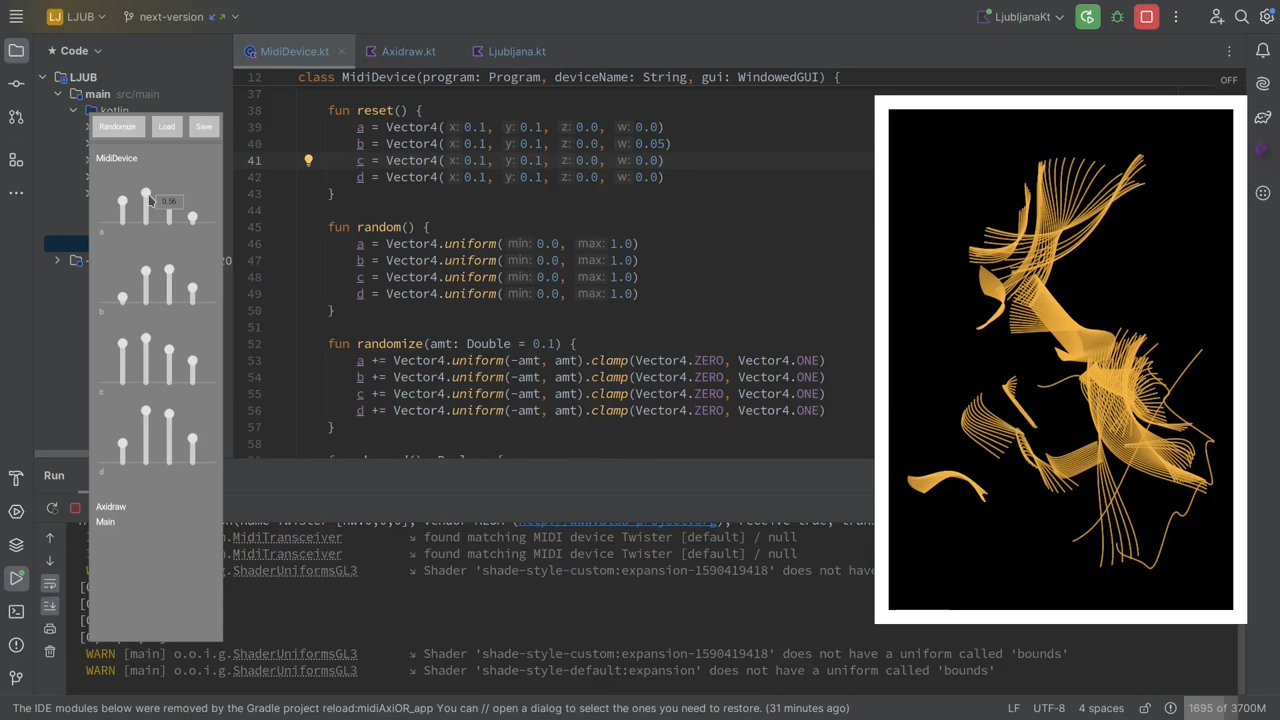 LJ LJUB
next-version
LjubljanaKt
Code
MidiDevice.kt
Axidraw.kt
Ljubljana.kt
LJUB
main src/main
kotlin
OFF
12 class MidiDevice(program: Program, deviceName: String, gui: WindowedGUI) {
37
38 fun reset() {
39 a = Vector4( x: 0.1, y: 0.1, z: 0.0, w: 0.0)
40 b = Vector4( x: 0.1, y: 0.1, z: 0.0, w: 0.05)
41 c = Vector4( x: 0.1, y: 0.1, z: 0.0, w: 0.0)
42 d = Vector4( x: 0.1, y: 0.1, z: 0.0, w: 0.0)
43 }
44
45 fun random() {
46 a = Vector4.uniform( min: 0.0, max: 1.0)
47 b = Vector4.uniform( min: 0.0, max: 1.0)
48 c = Vector4.uniform( min: 0.0, max: 1.0)
49 d = Vector4.uniform( min: 0.0, max: 1.0)
50 }
51
52 fun randomize(amt: Double = 0.1) {
53 a += Vector4.uniform(-amt, amt).clamp(Vector4.ZERO, Vector4.ONE)
54 b += Vector4.uniform(-amt, amt).clamp(Vector4.ZERO, Vector4.ONE)
55 c += Vector4.uniform(-amt, amt).clamp(Vector4.ZERO, Vector4.ONE)
56 d += Vector4.uniform(-amt, amt).clamp(Vector4.ZERO, Vector4.ONE)
57 }
58
Randomize Load Save
MidiDevice
0.56
a
b
c
d
Axidraw
Main
Run
.MidiTransceiver found matching MIDI device Twister [default] / null
.MidiTransceiver found matching MIDI device Twister [default] / null
.g.ShaderUniformsGL3 Shader 'shade-style-custom:expansion-1590419418' does not have
WARN [main] o.o.i.g.ShaderUniformsGL3 Shader 'shade-style-custom:expansion-1590419418' does not have a uniform called 'bounds'
WARN [main] o.o.i.g.ShaderUniformsGL3 Shader 'shade-style-default:expansion' does not have a uniform called 'bounds'
The IDE modules below were removed by the Gradle project reload:midiAxiOR_app You can // open a dialog to select the ones you need to restore. (31 minutes ago)
LF UTF-8 4 spaces 1695 of 3700M